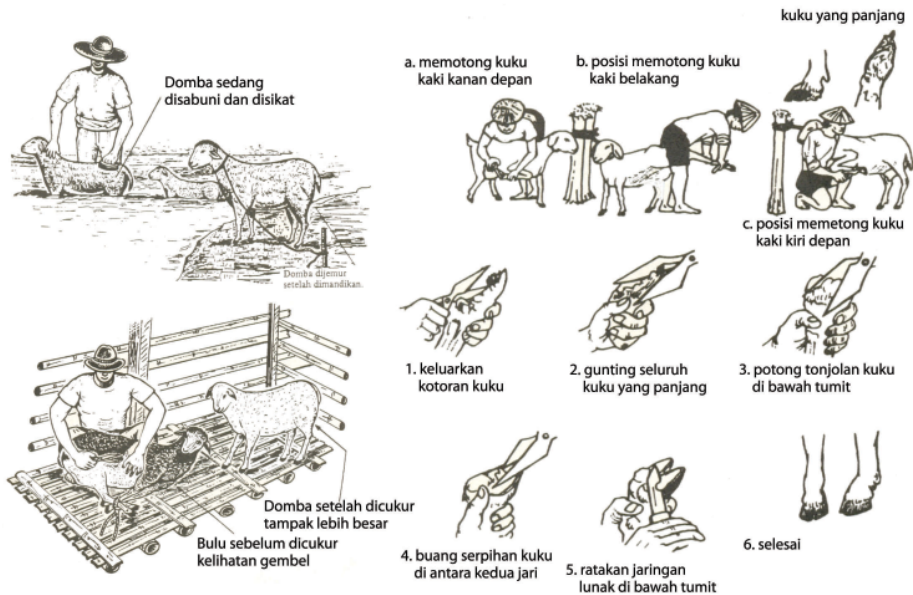 Domba sedang
disabuni dan disikat
Domba dijemur
setelah dimandikan.
Domba setelah dicukur
tampak lebih besar
Bulu sebelum dicukur
kelihatan gembel
kuku yang panjang
a. memotong kuku
kaki kanan depan
b. posisi memotong kuku
kaki belakang
c. posisi memetong kuku
kaki kiri depan
1. keluarkan
kotoran kuku
2. gunting seluruh
kuku yang panjang
3. potong tonjolan kuku
di bawah tumit
4. buang serpihan kuku
di antara kedua jari
5. ratakan jaringan
lunak di bawah tumit
6. selesai